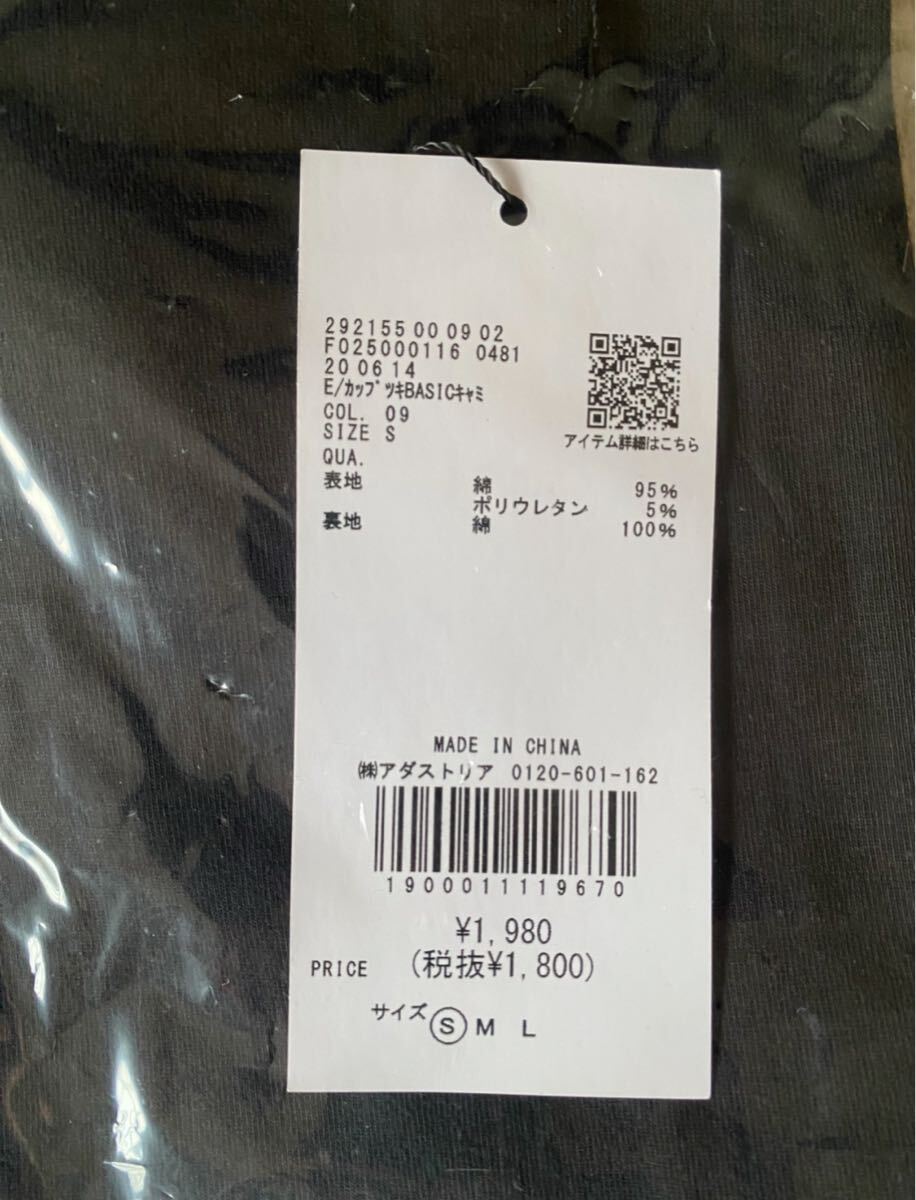 292155 00 09 02
F025000116 0481
20 06 14
E/ｶｯﾌﾟﾂｷBASICｷｬﾐ
COL. 09
SIZE S
アイテム詳細はこちら
QUA.
表地 綿 95%
ポリウレタン 5%
裏地 綿 100%
MADE IN CHINA
㈱アダストリア 0120-601-162
1900011119670
¥1,980
PRICE (税抜¥1,800)
サイズ Ⓢ M L